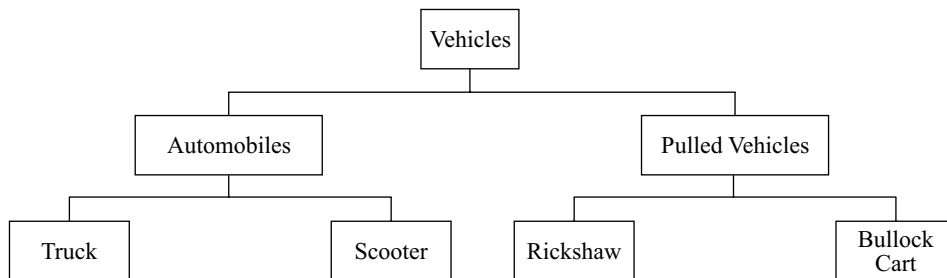 Vehicles
Automobiles
Pulled Vehicles
Truck
Scooter
Rickshaw
Bullock
Cart